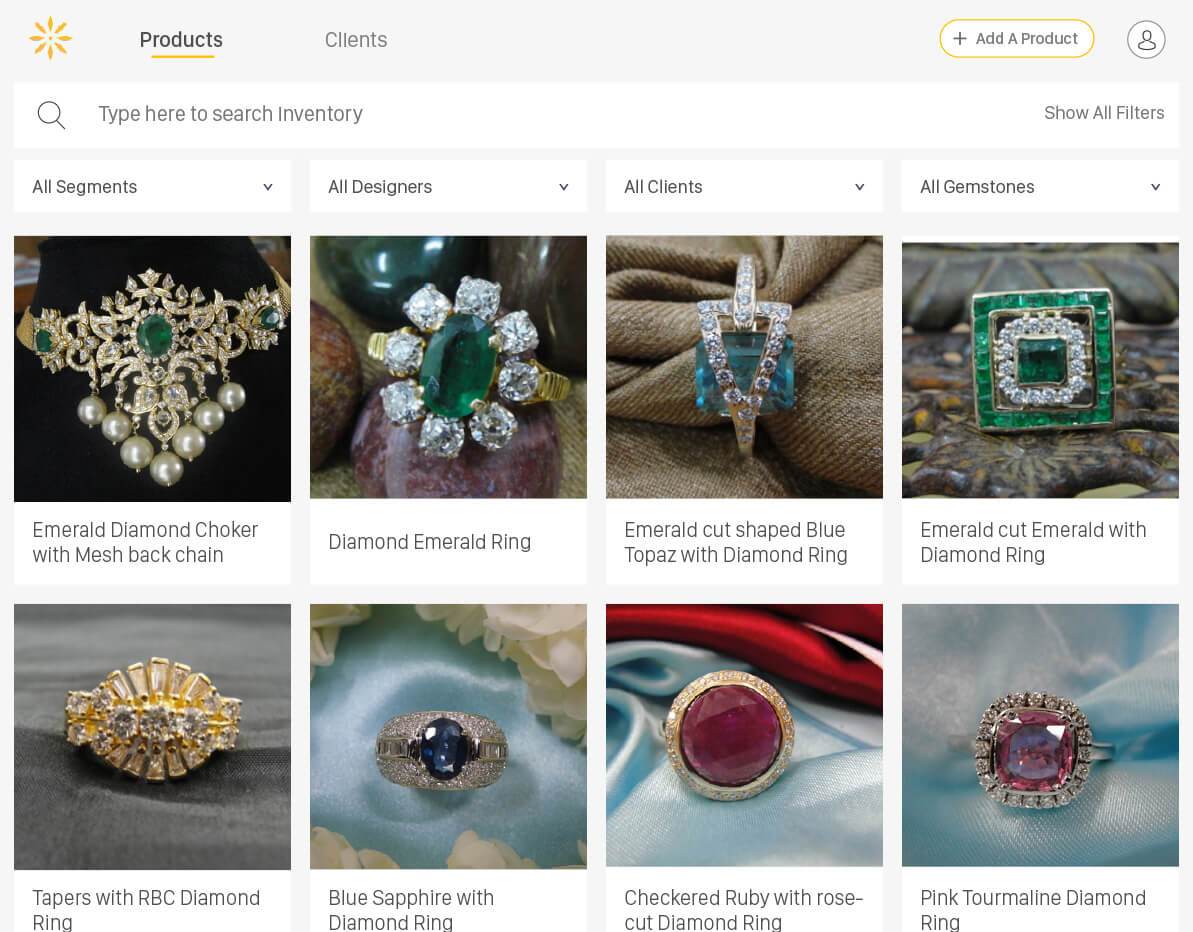 Products
Clients
+ Add A Product
Type here to search Inventory
Show All Filters
All Segments
All Designers
All Clients
All Gemstones
Emerald Diamond Choker
with Mesh back chain
Diamond Emerald Ring
Emerald cut shaped Blue
Topaz with Diamond Ring
Emerald cut Emerald with
Diamond Ring
Tapers with RBC Diamond
Ring
Blue Sapphire with
Diamond Ring
Checkered Ruby with rose-
cut Diamond Ring
Pink Tourmaline Diamond
Ring